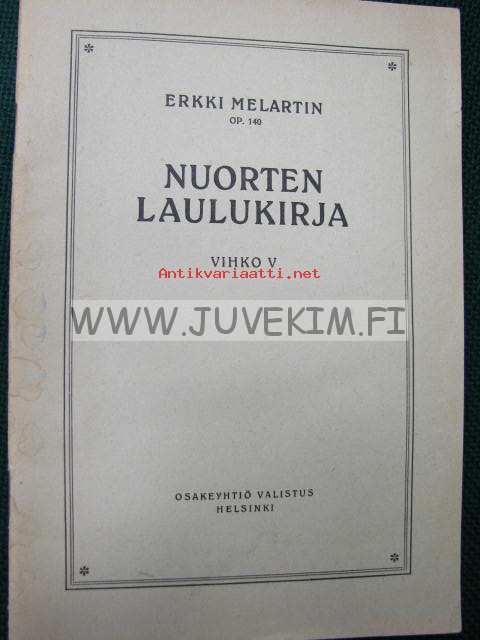 ERKKI MELARTIN
OP. 140
NUORTEN
LAULUKIRJA
VIHKO V
Antikvariaatti.net
WWW.JUVEKIM.FI
OSAKEYHTIÖ VALISTUS
HELSINKI